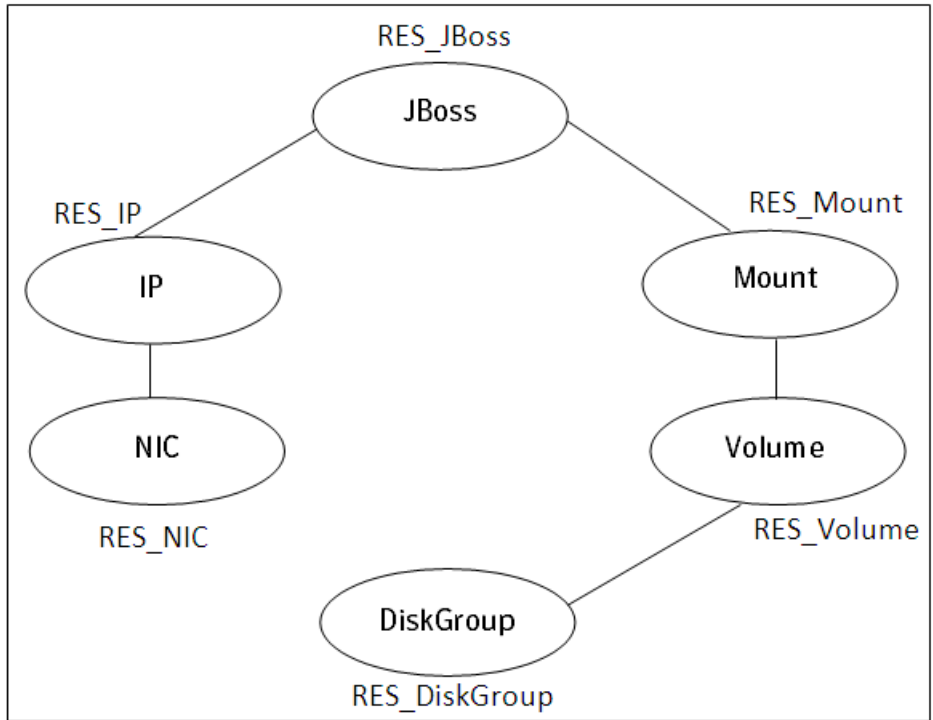 RES_JBoss
JBoss
RES_IP
RES_Mount
IP
Mount
NIC
Volume
RES_NIC
RES_Volume
DiskGroup
RES_DiskGroup